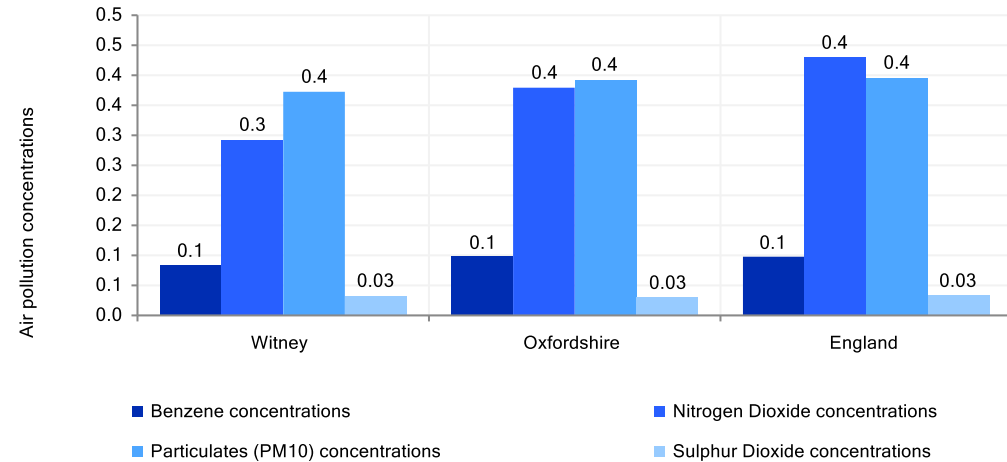 Air pollution concentrations
0.5
0.5
0.4
0.4
0.3
0.3
0.2
0.2
0.1
0.1
0.0
0.1
0.3
0.4
0.03
0.1
0.4
0.4
0.03
0.1
0.4
0.4
0.03
Witney
Oxfordshire
England
Benzene concentrations
Nitrogen Dioxide concentrations
Particulates (PM10) concentrations
Sulphur Dioxide concentrations